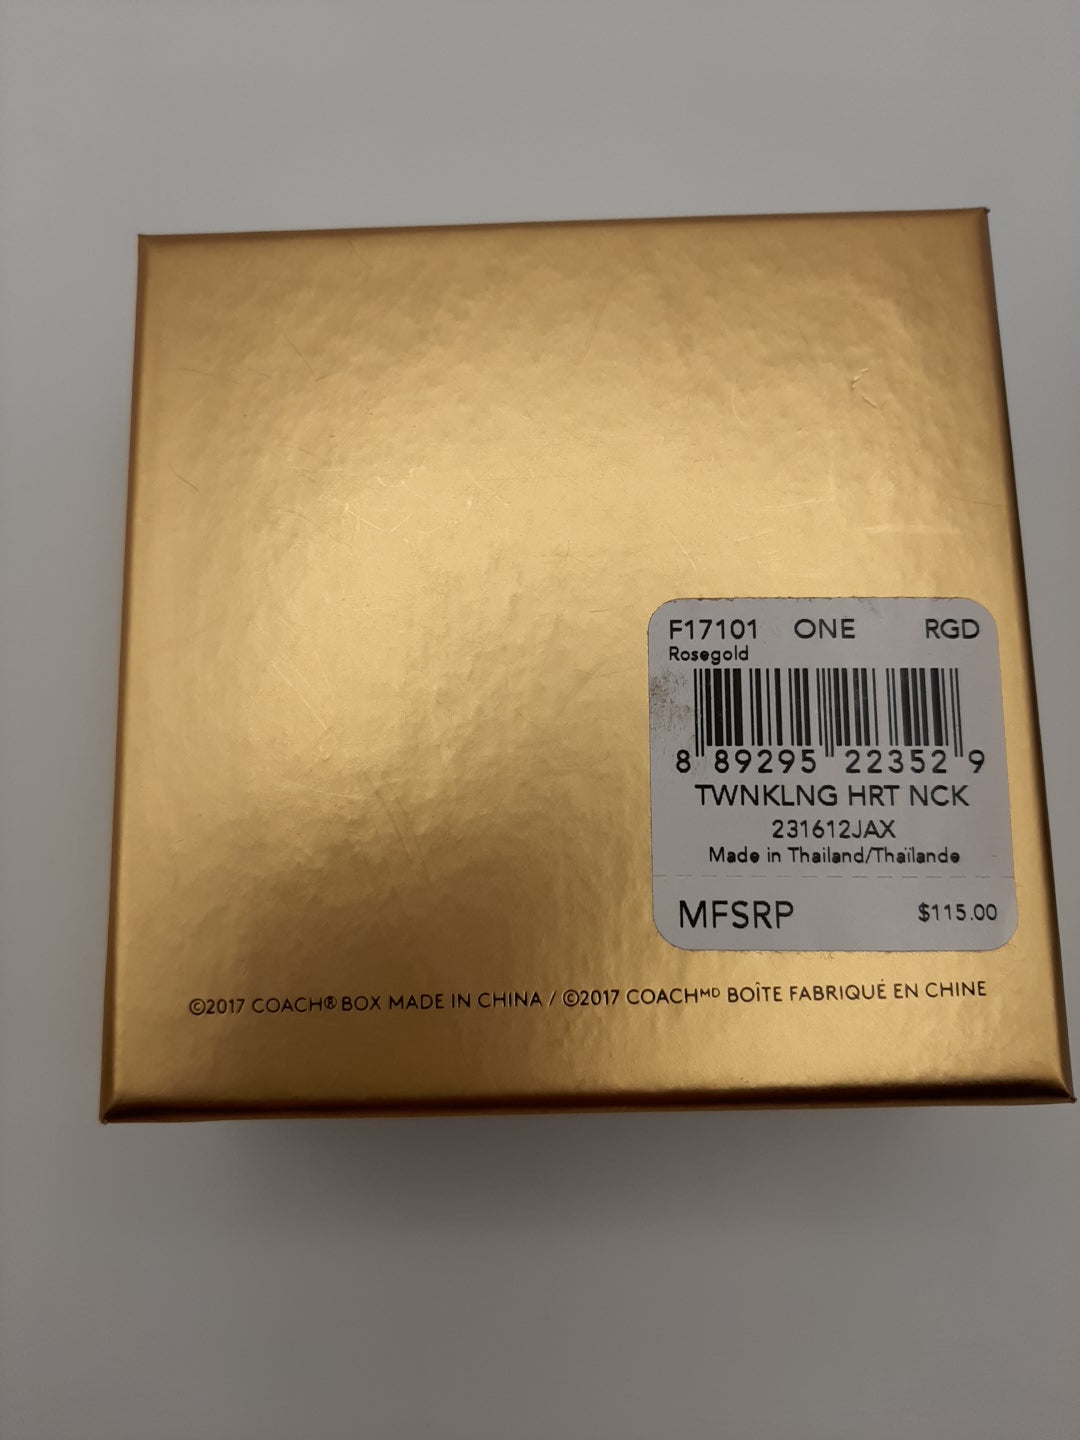 F17101 ONE RGD
Rosegold
8 89295 22352 9
TWNKLNG HRT NCK
231612JAX
Made in Thailand/Thaïlande
MFSRP $115.00
©2017 COACH® BOX MADE IN CHINA / ©2017 COACHᴹᴰ BOÎTE FABRIQUÉ EN CHINE